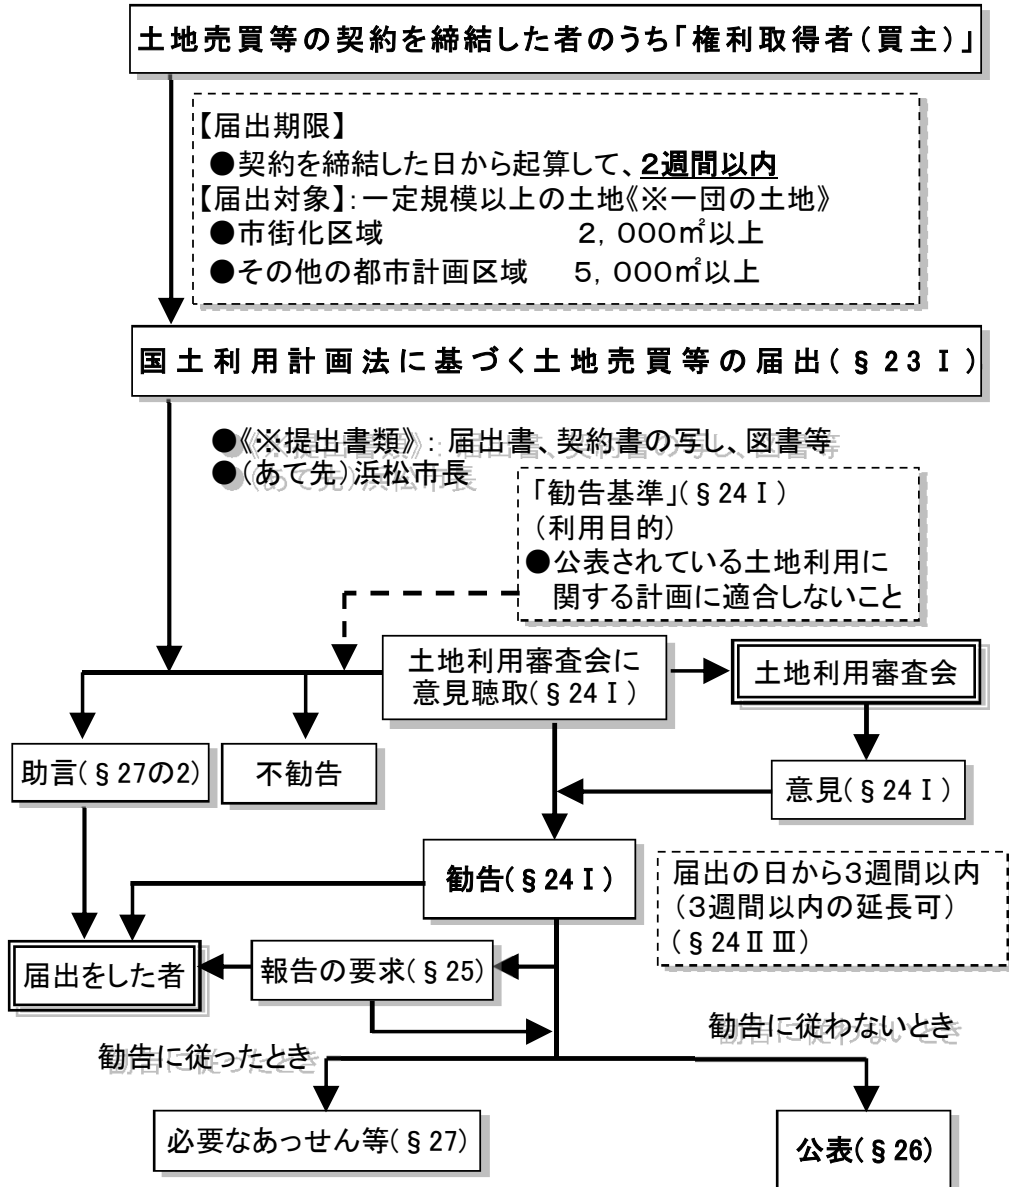 土地売買等の契約を締結した者のうち「権利取得者(買主)」
【届出期限】
●契約を締結した日から起算して、２週間以内
【届出対象】：一定規模以上の土地《※一団の土地》
●市街化区域　２，０００㎡以上
●その他の都市計画区域　５，０００㎡以上
国土利用計画法に基づく土地売買等の届出(§23Ⅰ)
●《※提出書類》：届出書、契約書の写し、図書等
●(あて先)浜松市長
「勧告基準」(§24Ⅰ)
(利用目的)
●公表されている土地利用に
関する計画に適合しないこと
土地利用審査会に
意見聴取(§24Ⅰ)
土地利用審査会
助言(§27の2)
不勧告
意見(§24Ⅰ)
勧告(§24Ⅰ)
届出の日から３週間以内
(３週間以内の延長可)
(§24ⅡⅢ)
届出をした者
報告の要求(§25)
勧告に従わないとき
勧告に従ったとき
必要なあっせん等(§27)
公表(§26)